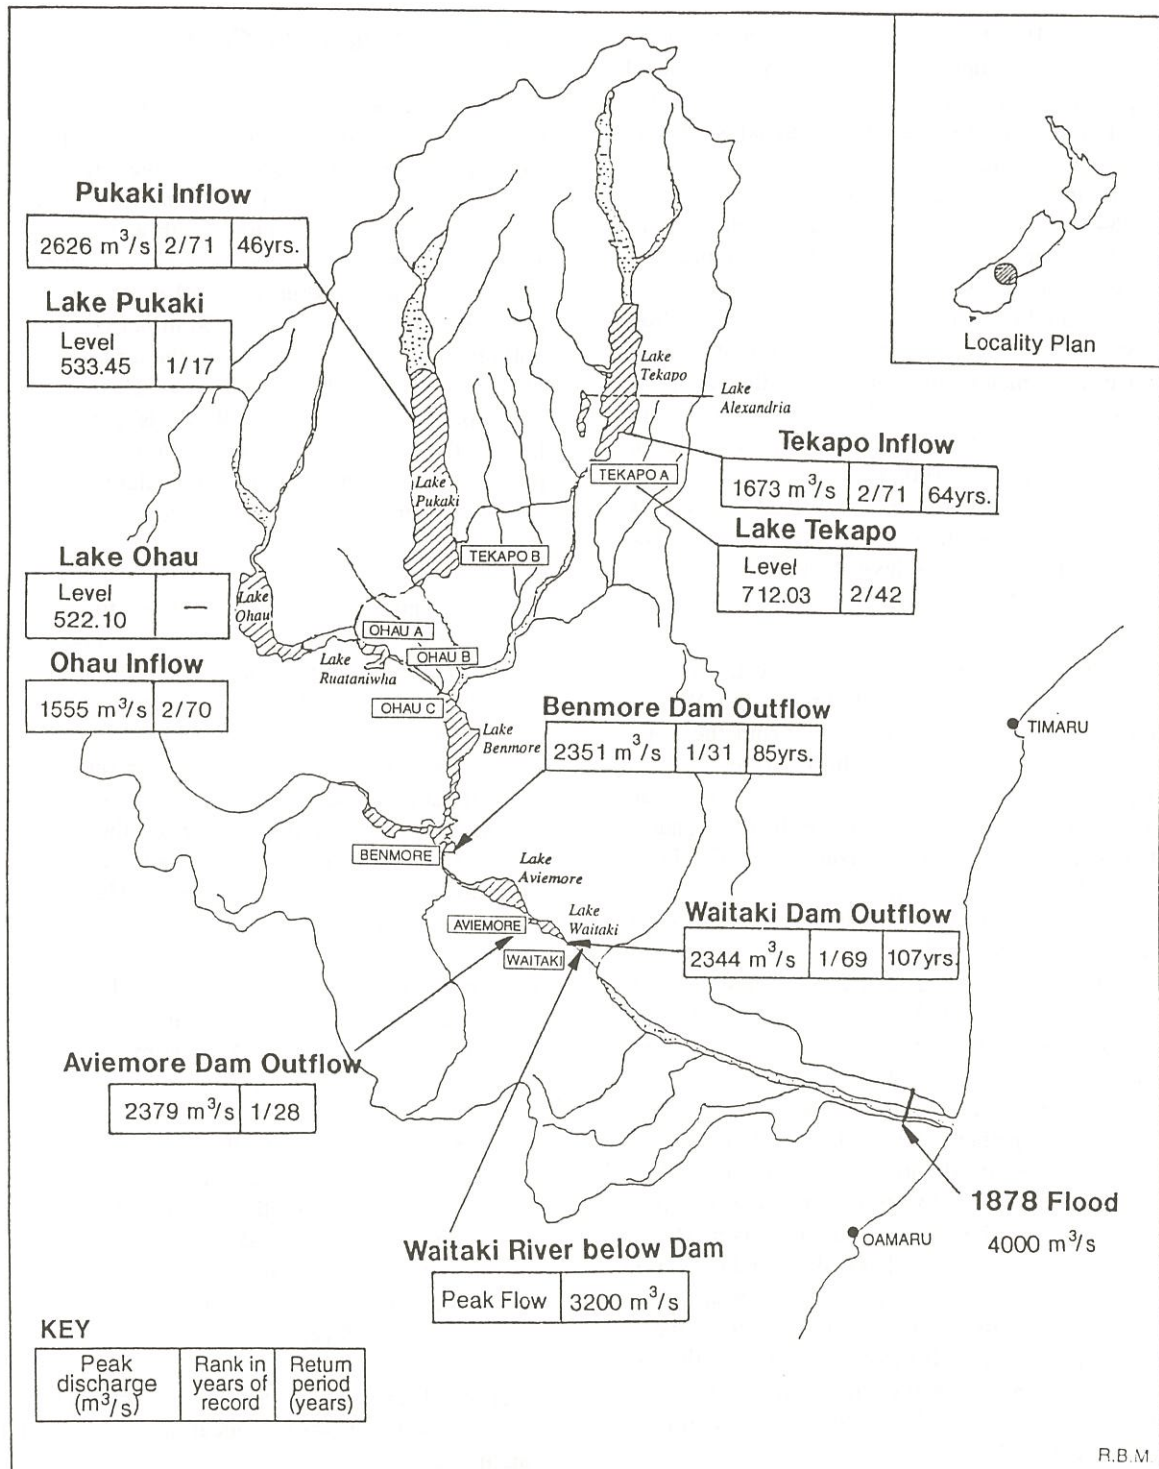 Locality Plan
Pukaki Inflow
2626 m³/s 2/71 46yrs.
Lake Pukaki
Level
533.45 1/17
Lake
Tekapo
Lake
Alexandria
Tekapo Inflow
1673 m³/s 2/71 64yrs.
TEKAPO A
Lake
Pukaki
Lake Tekapo
Level
712.03 2/42
TEKAPO B
Lake Ohau
Level
522.10 —
Lake
Ohau
OHAU A
OHAU B
Lake
Ruataniwha
Ohau Inflow
1555 m³/s 2/70
OHAU C
Lake
Benmore
Benmore Dam Outflow
2351 m³/s 1/31 85yrs.
TIMARU
BENMORE
Lake
Aviemore
AVIEMORE
Lake
Waitaki
WAITAKI
Waitaki Dam Outflow
2344 m³/s 1/69 107yrs.
Aviemore Dam Outflow
2379 m³/s 1/28
1878 Flood
4000 m³/s
OAMARU
Waitaki River below Dam
Peak Flow 3200 m³/s
KEY
Peak
discharge
(m³/s)
Rank in
years of
record
Return
period
(years)
R.B.M.